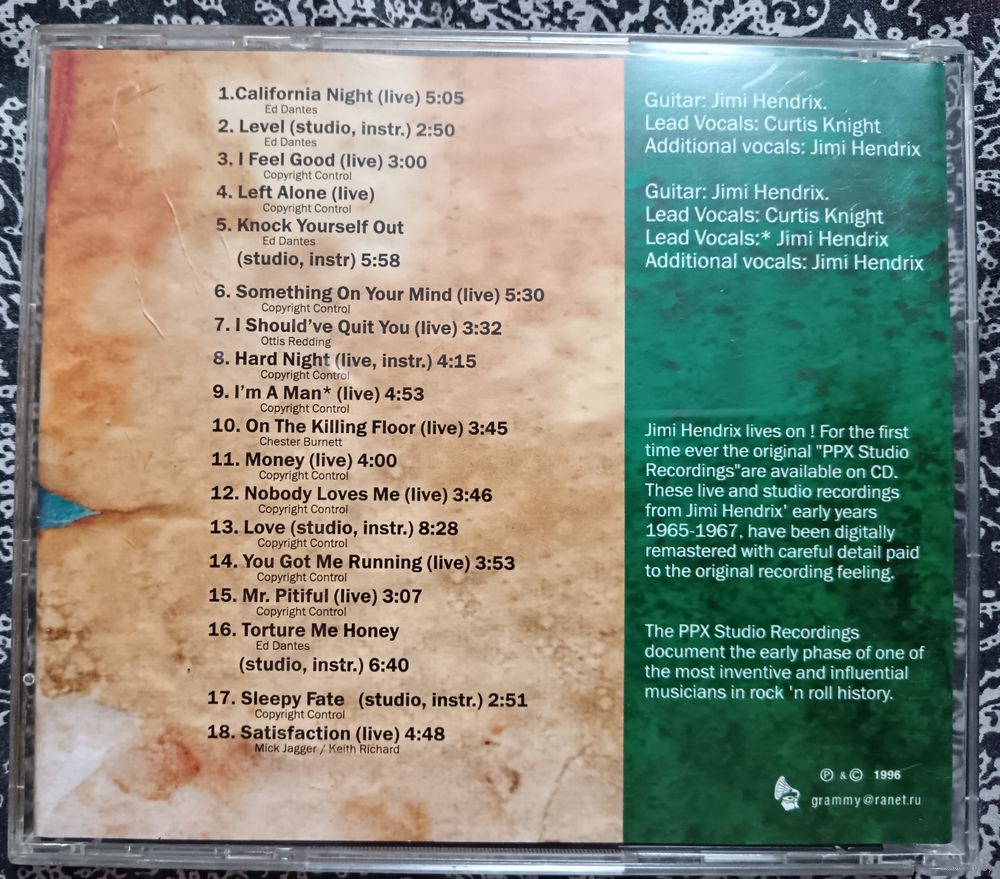 1.California Night (live) 5:05
Ed Dantes
2. Level (studio, instr.) 2:50
Ed Dantes
3. I Feel Good (live) 3:00
Copyright Control
4. Left Alone (live)
Copyright Control
5. Knock Yourself Out
Ed Dantes
(studio, instr) 5:58
6. Something On Your Mind (live) 5:30
Copyright Control
7. I Should've Quit You (live) 3:32
Ottis Redding
8. Hard Night (live, instr.) 4:15
Copyright Control
9. I'm A Man* (live) 4:53
Copyright Control
10. On The Killing Floor (live) 3:45
Chester Burnett
11. Money (live) 4:00
Copyright Control
12. Nobody Loves Me (live) 3:46
Copyright Control
13. Love (studio, instr.) 8:28
Copyright Control
14. You Got Me Running (live) 3:53
Copyright Control
15. Mr. Pitiful (live) 3:07
Copyright Control
16. Torture Me Honey
Ed Dantes
(studio, instr.) 6:40
17. Sleepy Fate (studio, instr.) 2:51
Copyright Control
18. Satisfaction (live) 4:48
Mick Jagger / Keith Richard
Guitar: Jimi Hendrix.
Lead Vocals: Curtis Knight
Additional vocals: Jimi Hendrix
Guitar: Jimi Hendrix.
Lead Vocals: Curtis Knight
Lead Vocals:* Jimi Hendrix
Additional vocals: Jimi Hendrix
Jimi Hendrix lives on ! For the first
time ever the original "PPX Studio
Recordings"are available on CD.
These live and studio recordings
from Jimi Hendrix' early years
1965-1967, have been digitally
remastered with careful detail paid
to the original recording feeling.
The PPX Studio Recordings
document the early phase of one of
the most inventive and influential
musicians in rock 'n roll history.
℗ & © 1996
grammy@ranet.ru